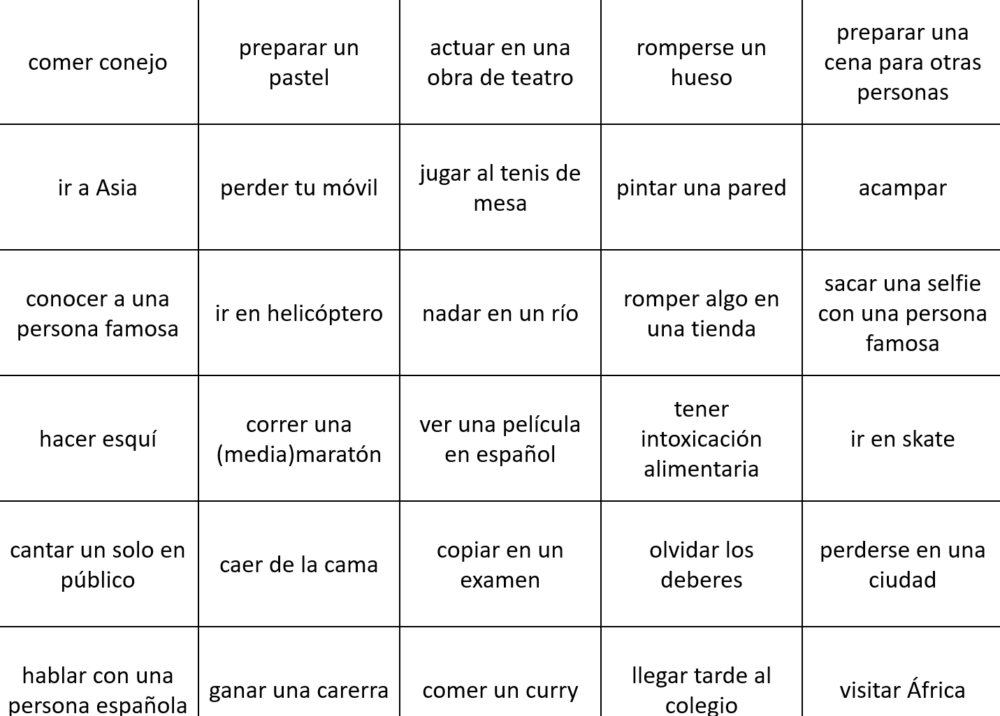 comer conejo
preparar un
pastel
actuar en una
obra de teatro
romperse un
hueso
preparar una
cena para otras
personas
ir a Asia
perder tu móvil
jugar al tenis de
mesa
pintar una pared
acampar
conocer a una
persona famosa
ir en helicóptero
nadar en un río
romper algo en
una tienda
sacar una selfie
con una persona
famosa
hacer esquí
correr una
(media)maratón
ver una película
en español
tener
intoxicación
alimentaria
ir en skate
cantar un solo en
público
caer de la cama
copiar en un
examen
olvidar los
deberes
perderse en una
ciudad
hablar con una
persona española
ganar una carerra
comer un curry
llegar tarde al
colegio
visitar África